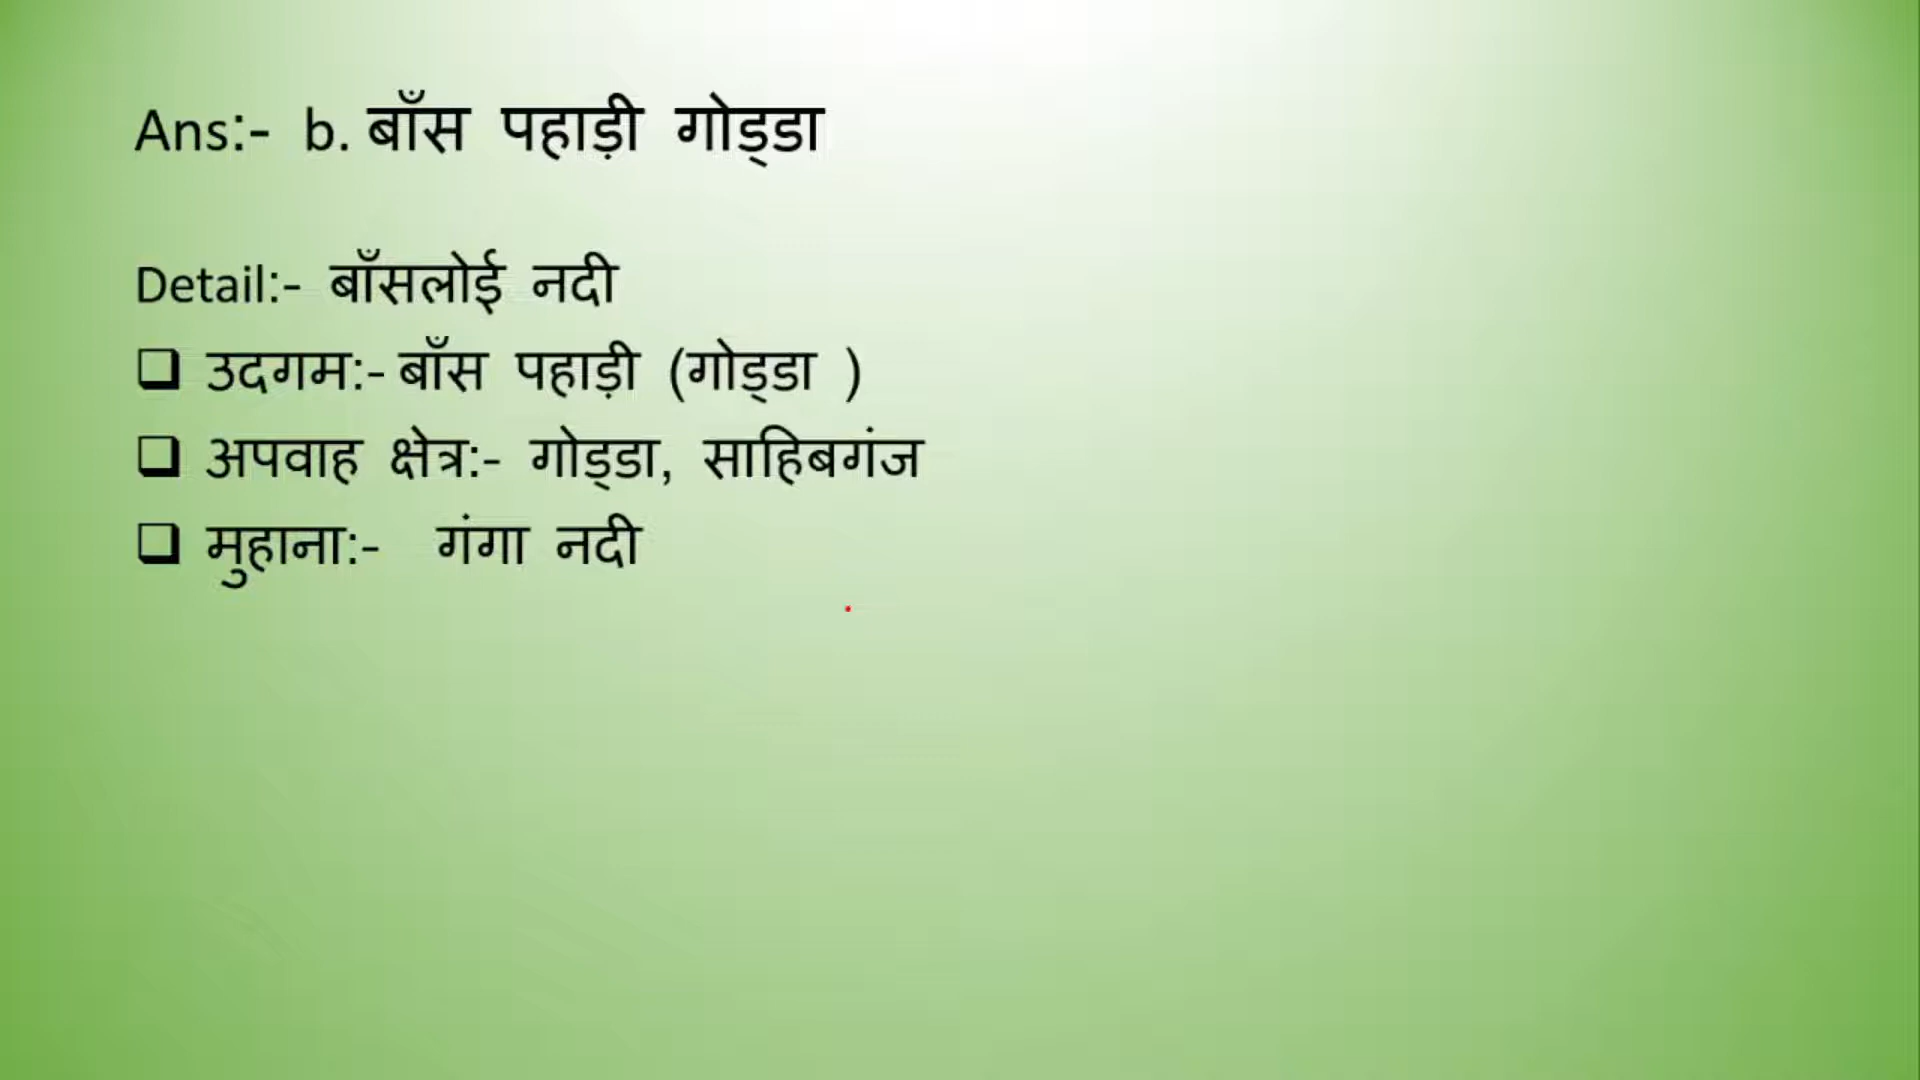 Ans:- b. बाँस पहाड़ी गोड्डा
Detail:- बाँसलोई नदी
❑ उदगम:- बाँस पहाड़ी (गोड्डा )
❑ अपवाह क्षेत्र:- गोड्डा, साहिबगंज
❑ मुहाना:- गंगा नदी